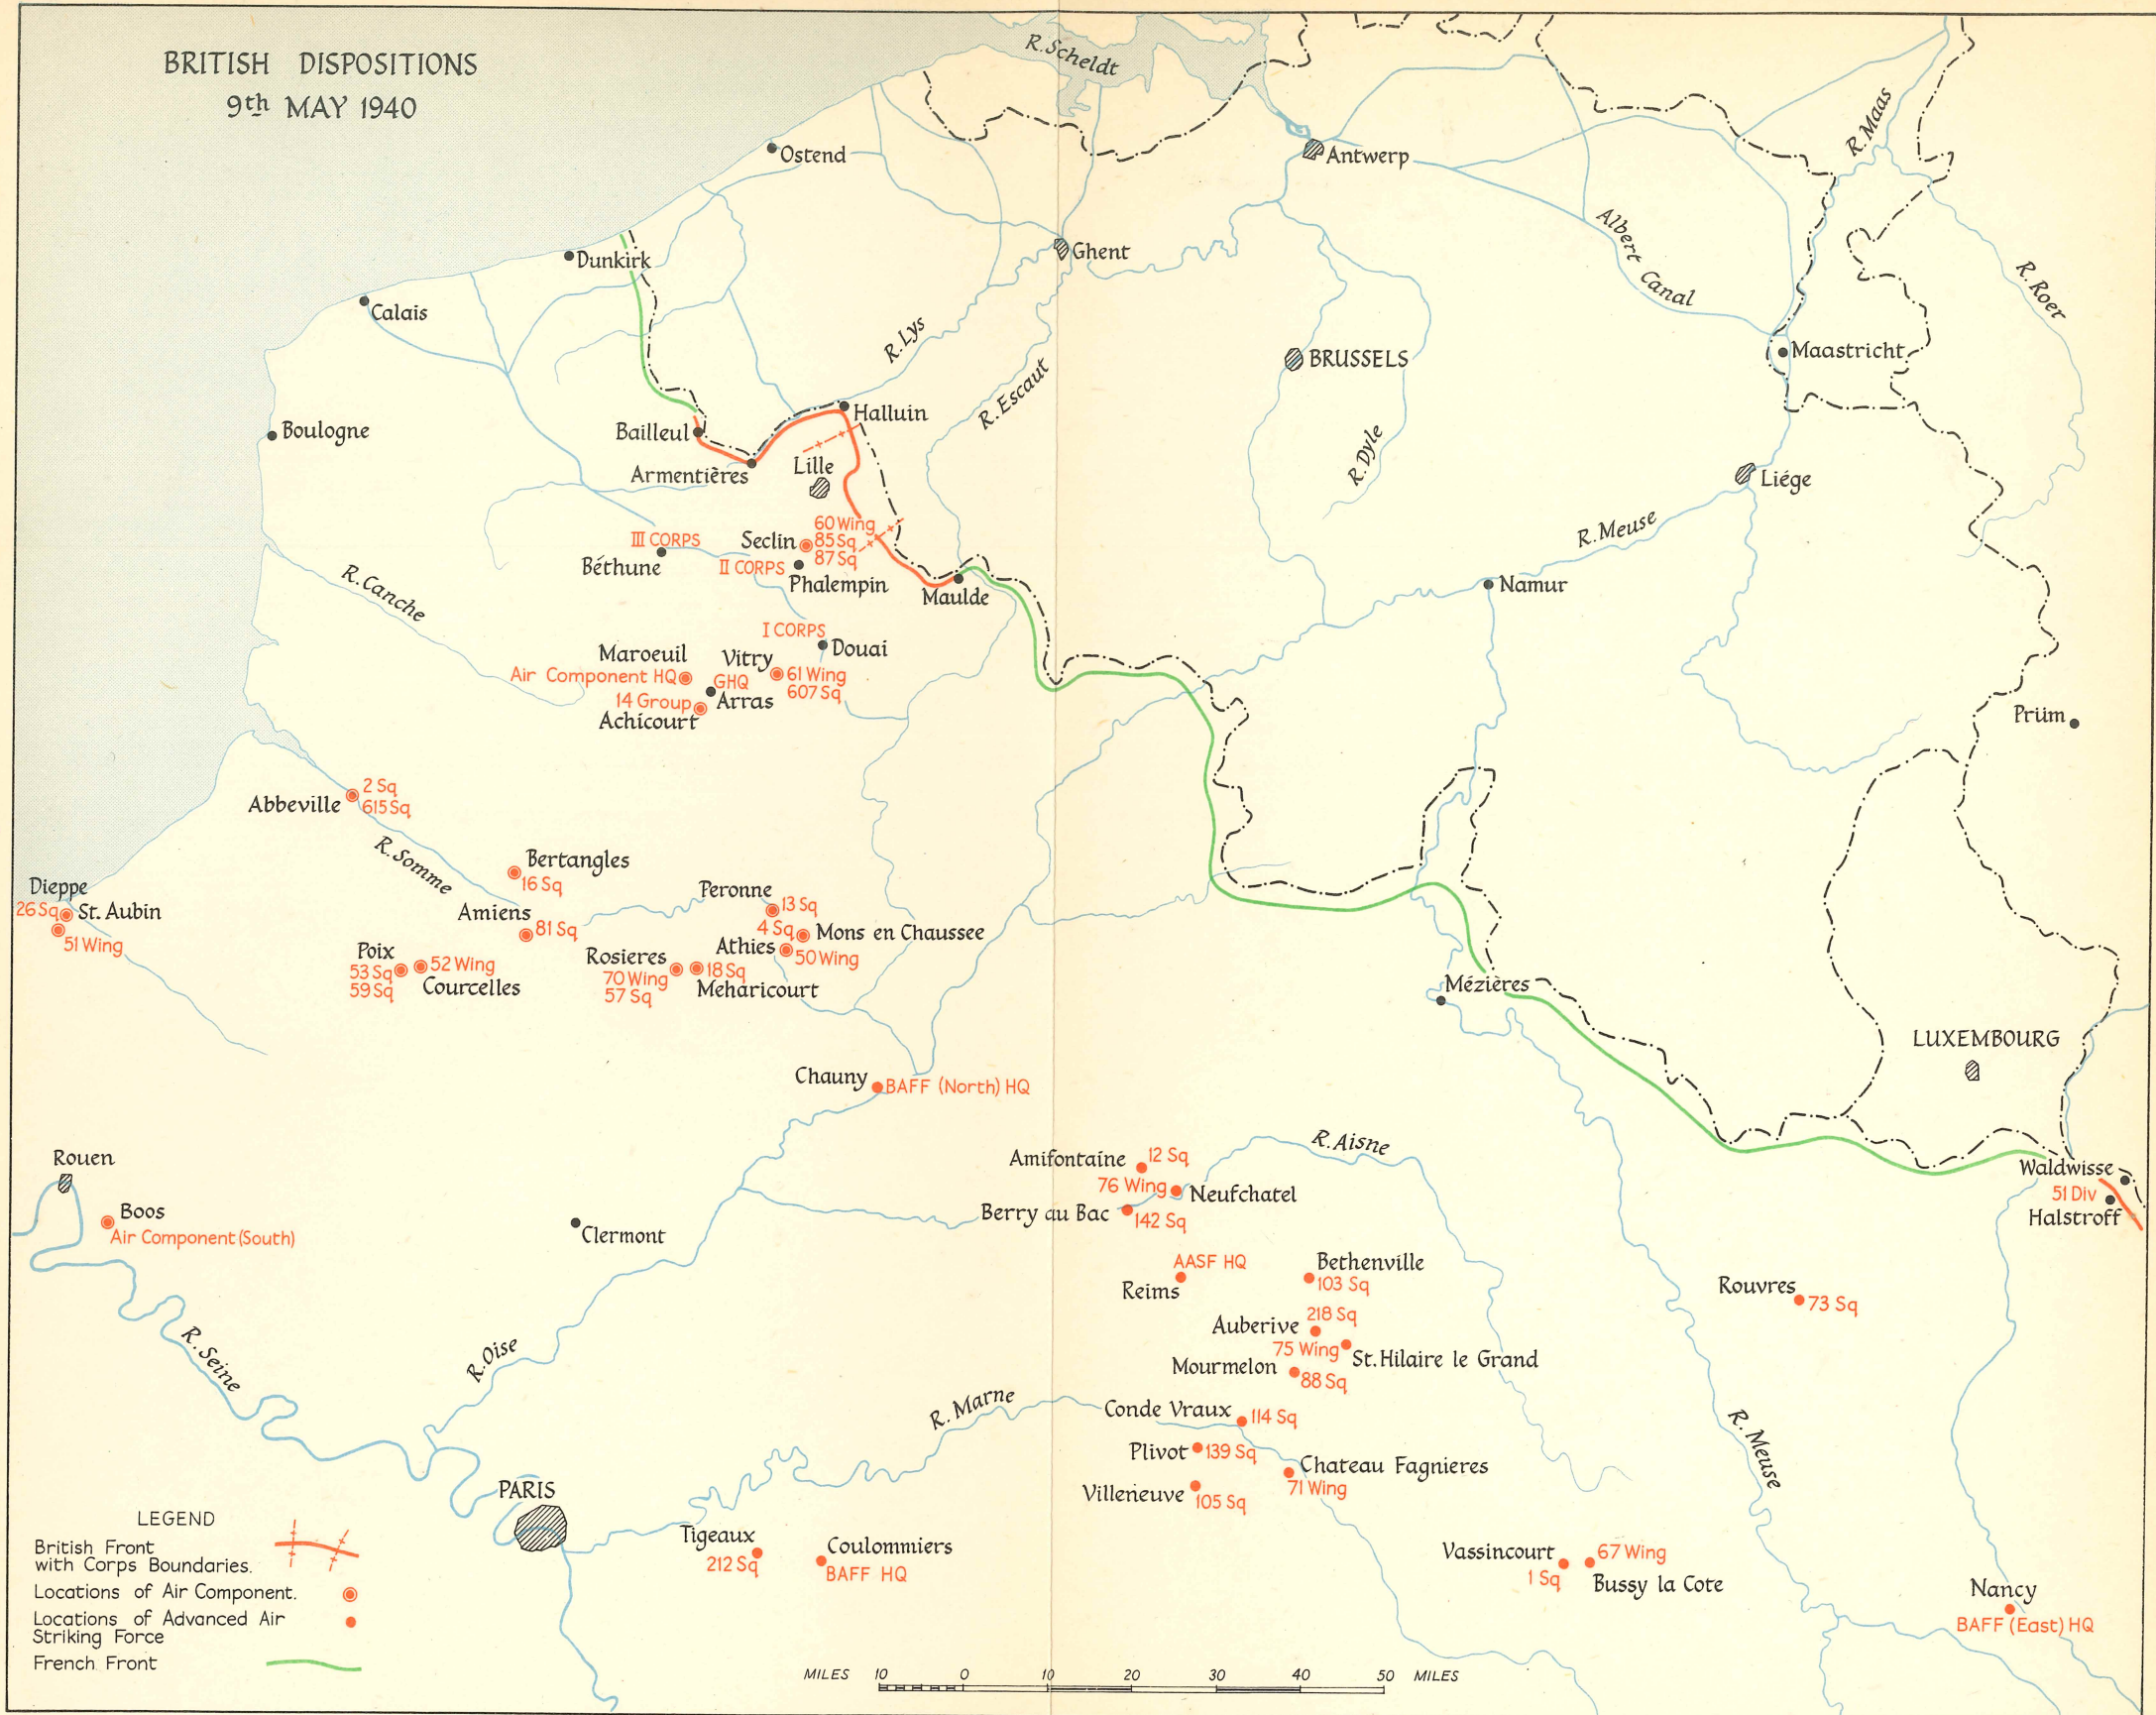 BRITISH DISPOSITIONS
9th MAY 1940
R. Scheldt
Ostend
Antwerp
R. Maas
Albert Canal
Ghent
Dunkirk
R. Roer
Calais
R. Lys
Maastricht
BRUSSELS
R. Escaut
Halluin
Boulogne
Bailleul
R. Dyle
Lille
Armentières
Liége
60 Wing
R. Meuse
III CORPS
Seclin
85 Sq
87 Sq
Béthune
II CORPS
Phalempin
Namur
Maulde
R. Canche
I CORPS
Douai
Maroeuil
Vitry
Air Component HQ
GHQ
61 Wing
607 Sq
14 Group
Arras
Achicourt
Prüm
2 Sq
Abbeville
615 Sq
R. Somme
Bertangles
16 Sq
Dieppe
Peronne
13 Sq
26 Sq
St. Aubin
Amiens
81 Sq
4 Sq
Mons en Chaussee
51 Wing
Athies
50 Wing
Poix
52 Wing
Rosieres
53 Sq
Courcelles
70 Wing
18 Sq
59 Sq
57 Sq
Meharicourt
Mézières
LUXEMBOURG
Chauny
BAFF (North) HQ
R. Aisne
Rouen
Amifontaine
12 Sq
76 Wing
Neufchatel
Waldwisse
51 Div
Halstroff
Boos
Berry au Bac
142 Sq
Air Component (South)
Clermont
AASF HQ
Reims
Bethenville
103 Sq
Rouvres
73 Sq
218 Sq
Auberive
75 Wing
St. Hilaire le Grand
Mourmelon
88 Sq
R. Seine
R. Oise
R. Marne
Conde Vraux
114 Sq
R. Meuse
Plivot
139 Sq
Chateau Fagnieres
71 Wing
Villeneuve
105 Sq
PARIS
Tigeaux
212 Sq
Coulommiers
BAFF HQ
Vassincourt
67 Wing
1 Sq
Bussy la Cote
Nancy
BAFF (East) HQ
LEGEND
British Front
with Corps Boundaries.
Locations of Air Component.
Locations of Advanced Air
Striking Force
French Front
MILES 10 0 10 20 30 40 50 MILES